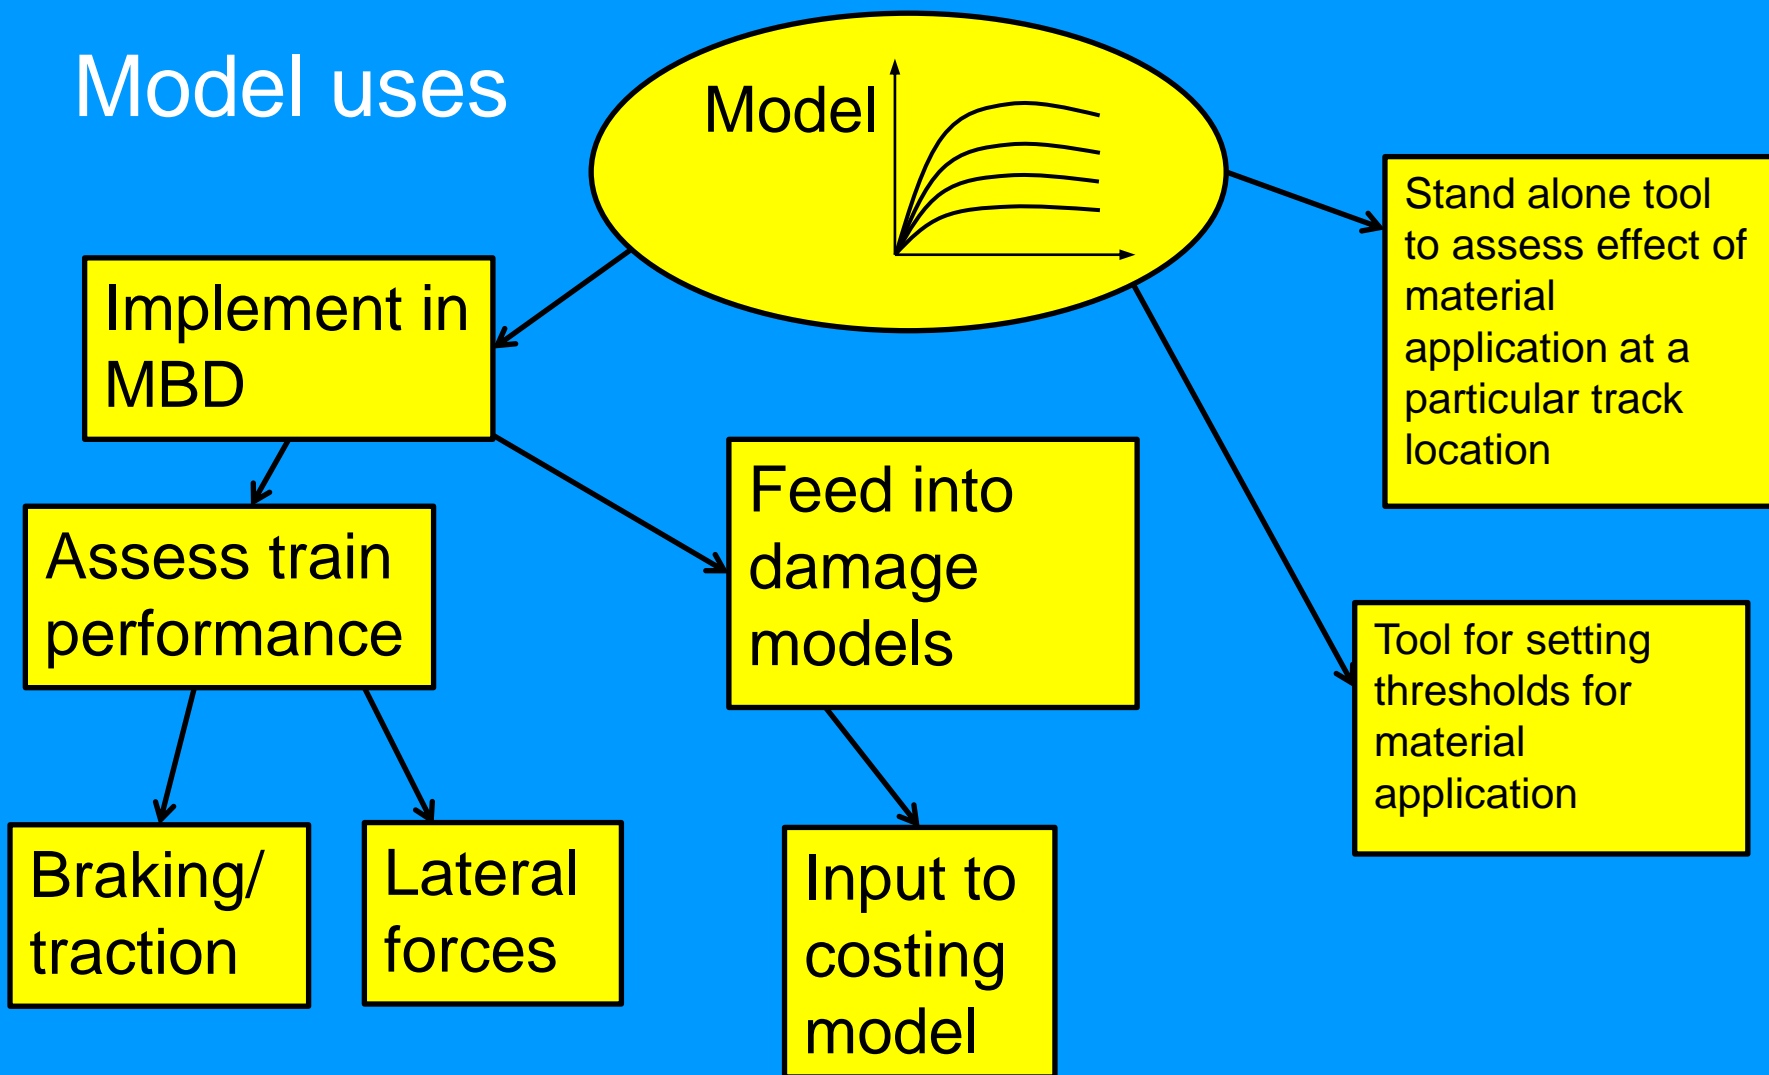 Model uses
Model
Implement in
MBD
Assess train
performance
Braking/
traction
Lateral
forces
Feed into
damage
models
Input to
costing
model
Stand alone tool
to assess effect of
material
application at a
particular track
location
Tool for setting
thresholds for
material
application